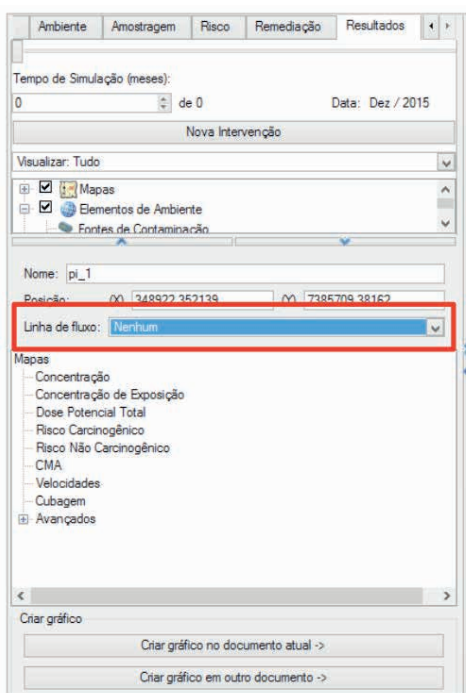 Ambiente Amostragem Risco Remediação Resultados
Tempo de Simulação (meses):
0 de 0 Data: Dez / 2015
Nova Intervenção
Visualizar: Tudo
Mapas
Elementos de Ambiente
Fontes de Contaminação
Nome: pi_1
Posição: (X) 348922,352139 (Y) 7385709,38162
Linha de fluxo: Nenhum
Mapas
Concentração
Concentração de Exposição
Dose Potencial Total
Risco Carcinogênico
Risco Não Carcinogênico
CMA
Velocidades
Cubagem
Avançados
Criar gráfico
Criar gráfico no documento atual ->
Criar gráfico em outro documento ->